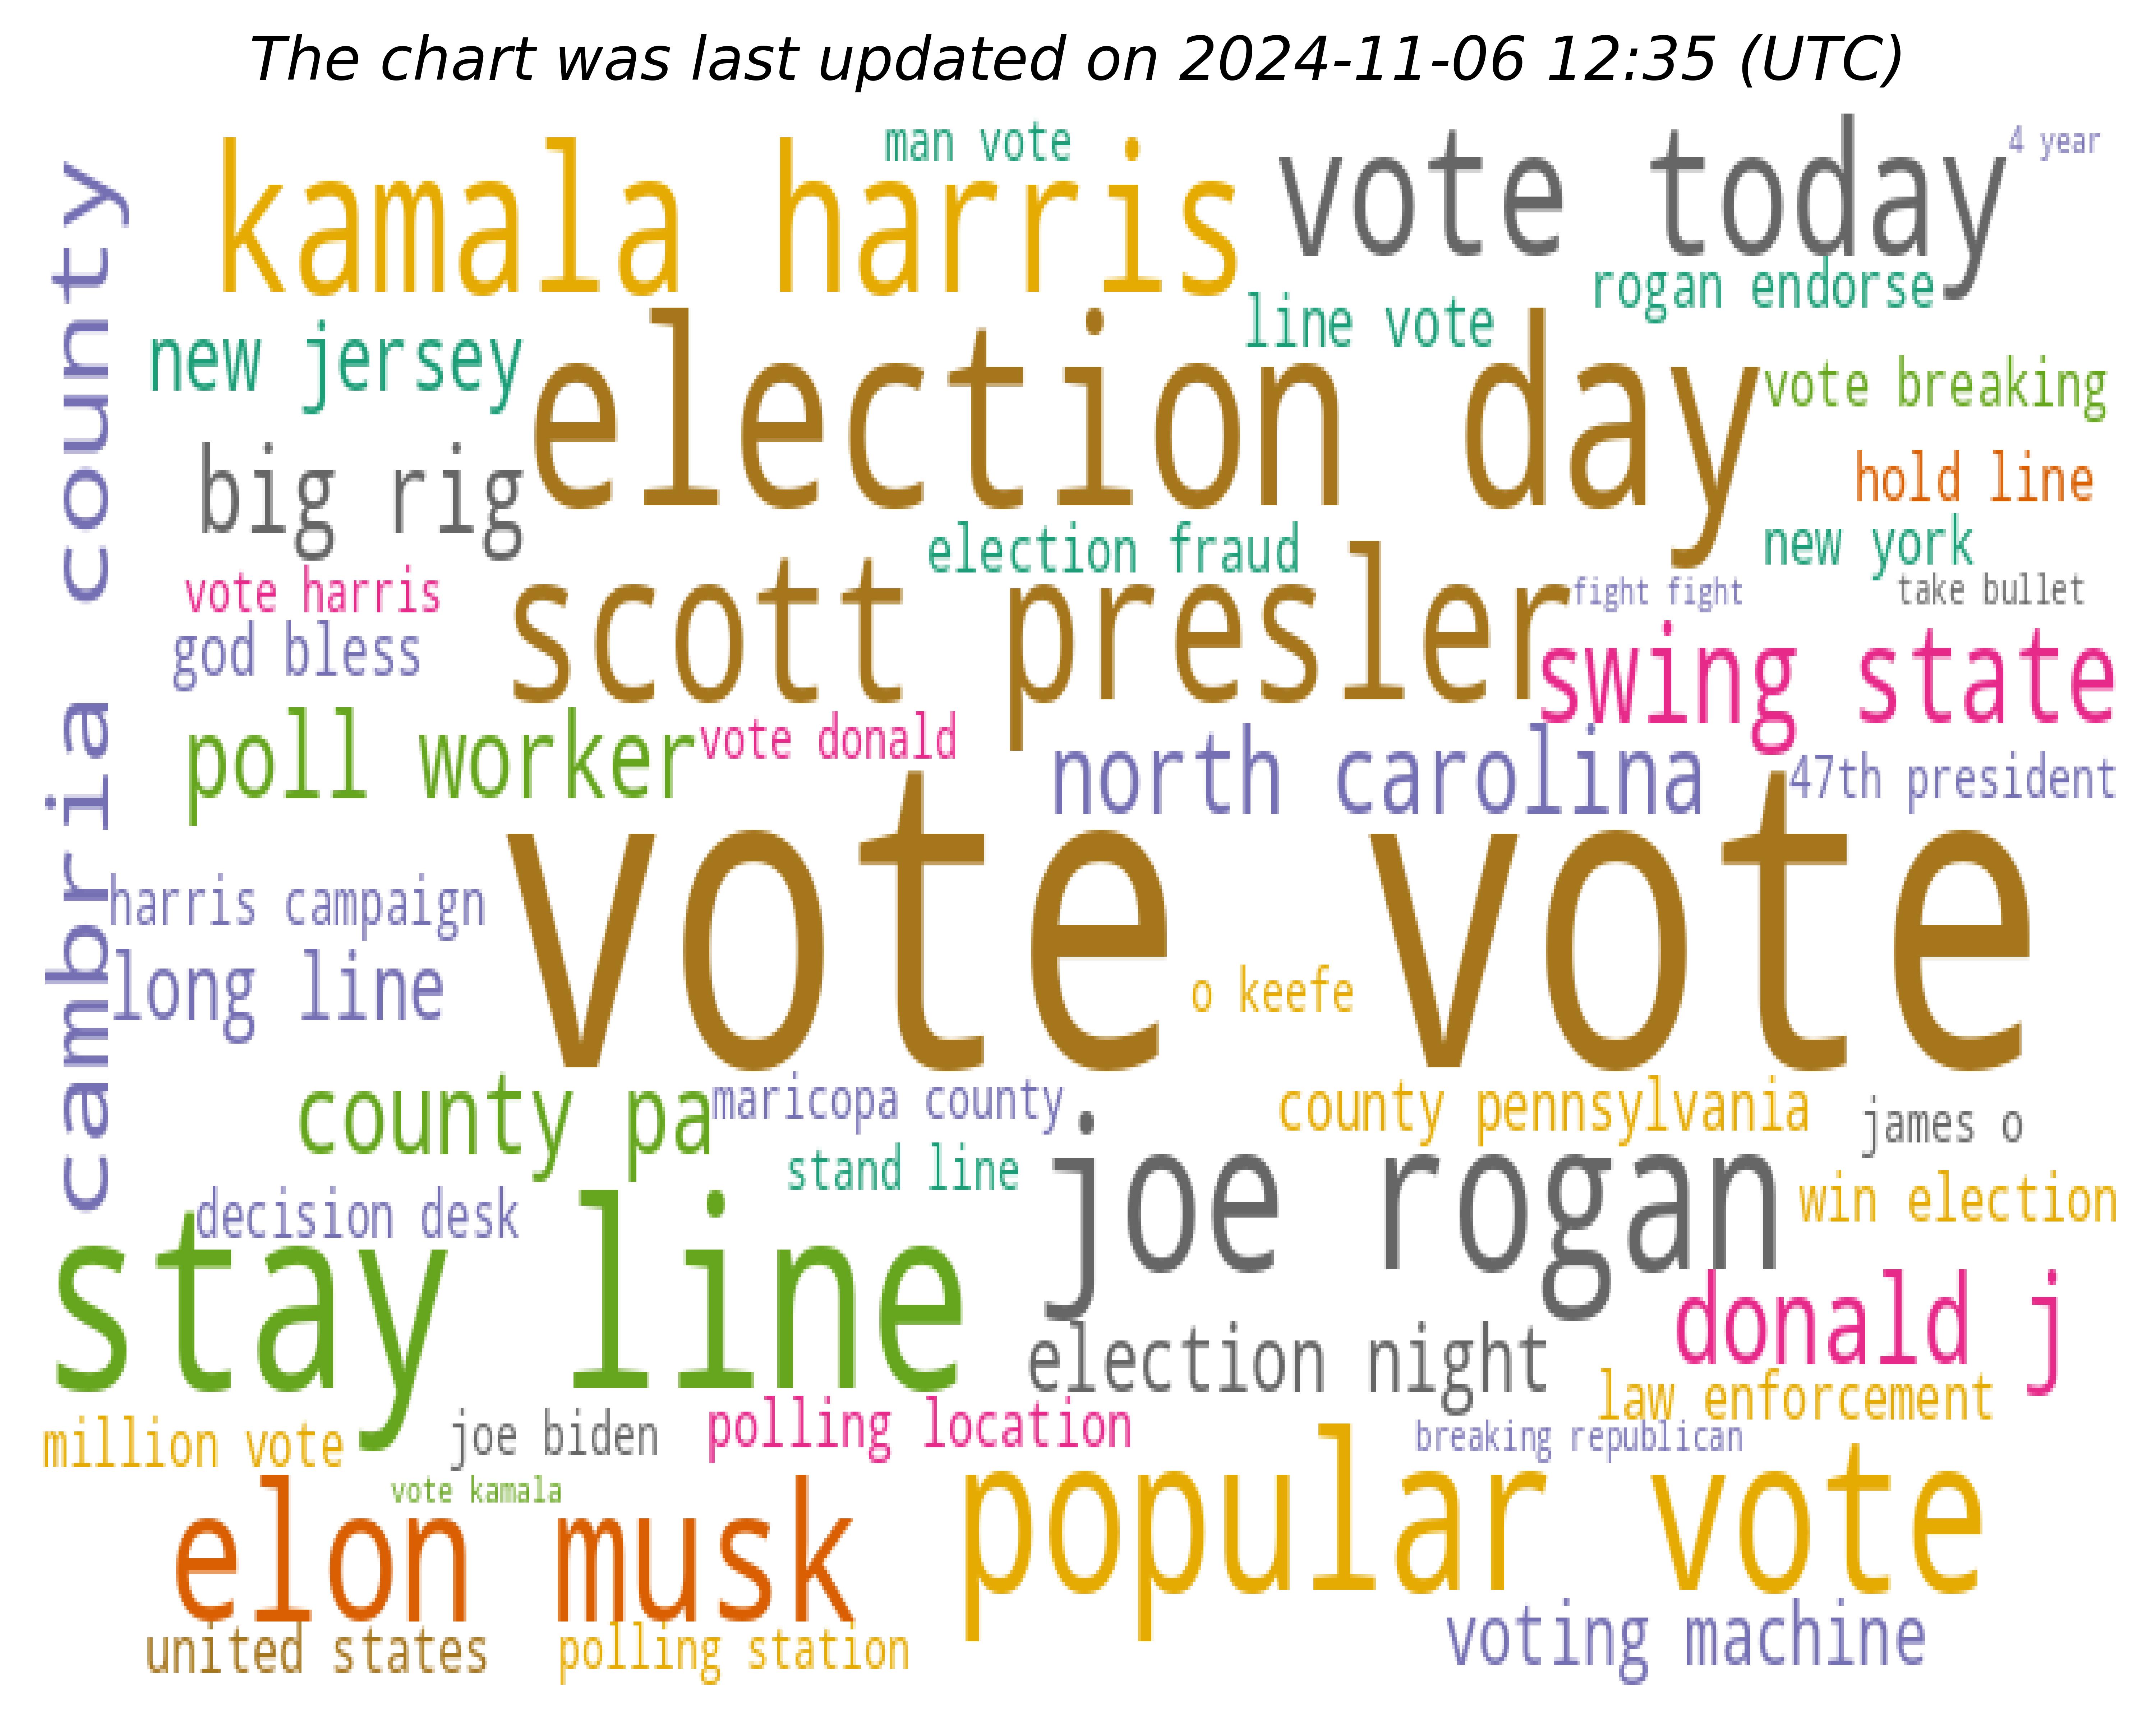 The chart was last updated on 2024-11-06 12:35 (UTC)
man vote
4 year
kamala harris
vote today
cambria county
rogan endorse
line vote
new jersey
election day
vote breaking
big rig
hold line
election fraud
new york
vote harris
scott presler
fight fight
take bullet
god bless
swing state
poll worker
vote donald
north carolina
47th president
harris campaign
vote vote
long line
o keefe
county pa
maricopa county
county pennsylvania
james o
stand line
joe rogan
win election
decision desk
stay line
donald j
election night
law enforcement
million vote
joe biden
polling location
breaking republican
vote kamala
elon musk
popular vote
united states
polling station
voting machine